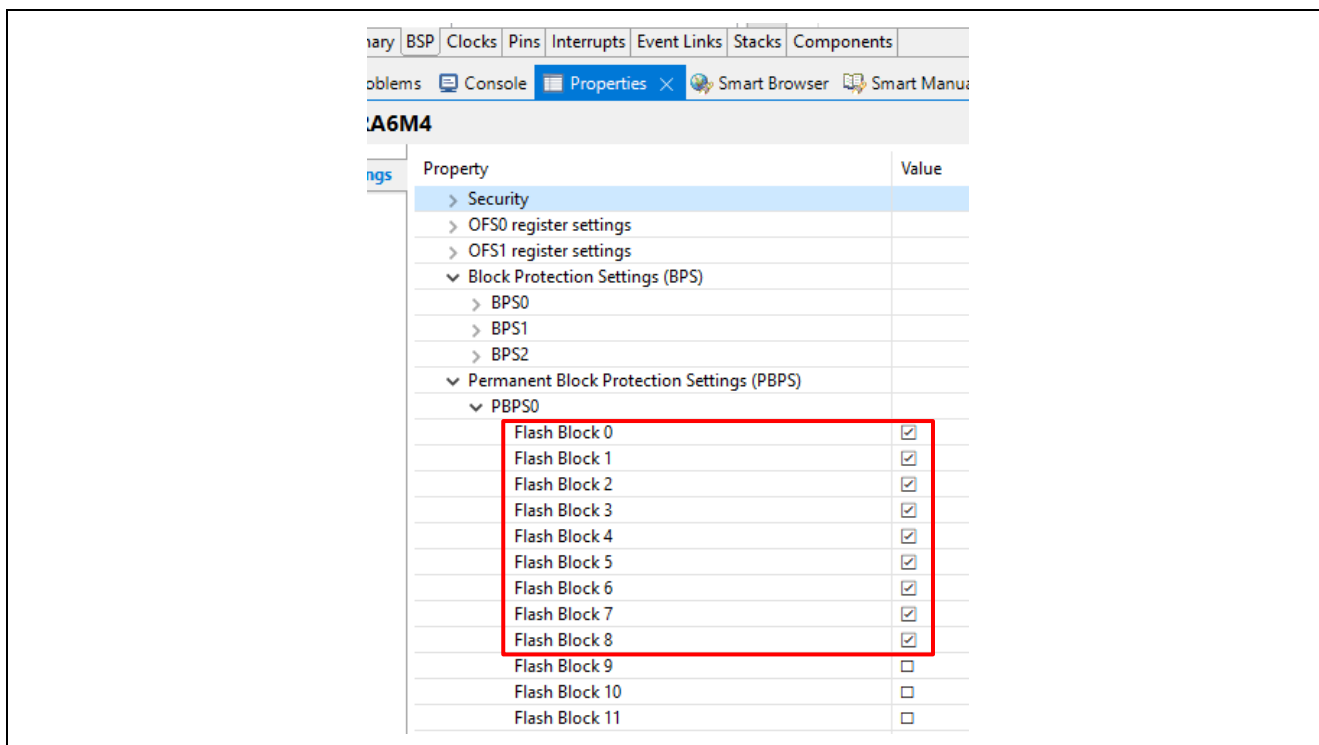 nary BSP Clocks Pins Interrupts Event Links Stacks Components
oblems Console Properties Smart Browser Smart Manua
RA6M4
ngs Property Value
Security
OFS0 register settings
OFS1 register settings
Block Protection Settings (BPS)
BPS0
BPS1
BPS2
Permanent Block Protection Settings (PBPS)
PBPS0
Flash Block 0
Flash Block 1
Flash Block 2
Flash Block 3
Flash Block 4
Flash Block 5
Flash Block 6
Flash Block 7
Flash Block 8
Flash Block 9
Flash Block 10
Flash Block 11